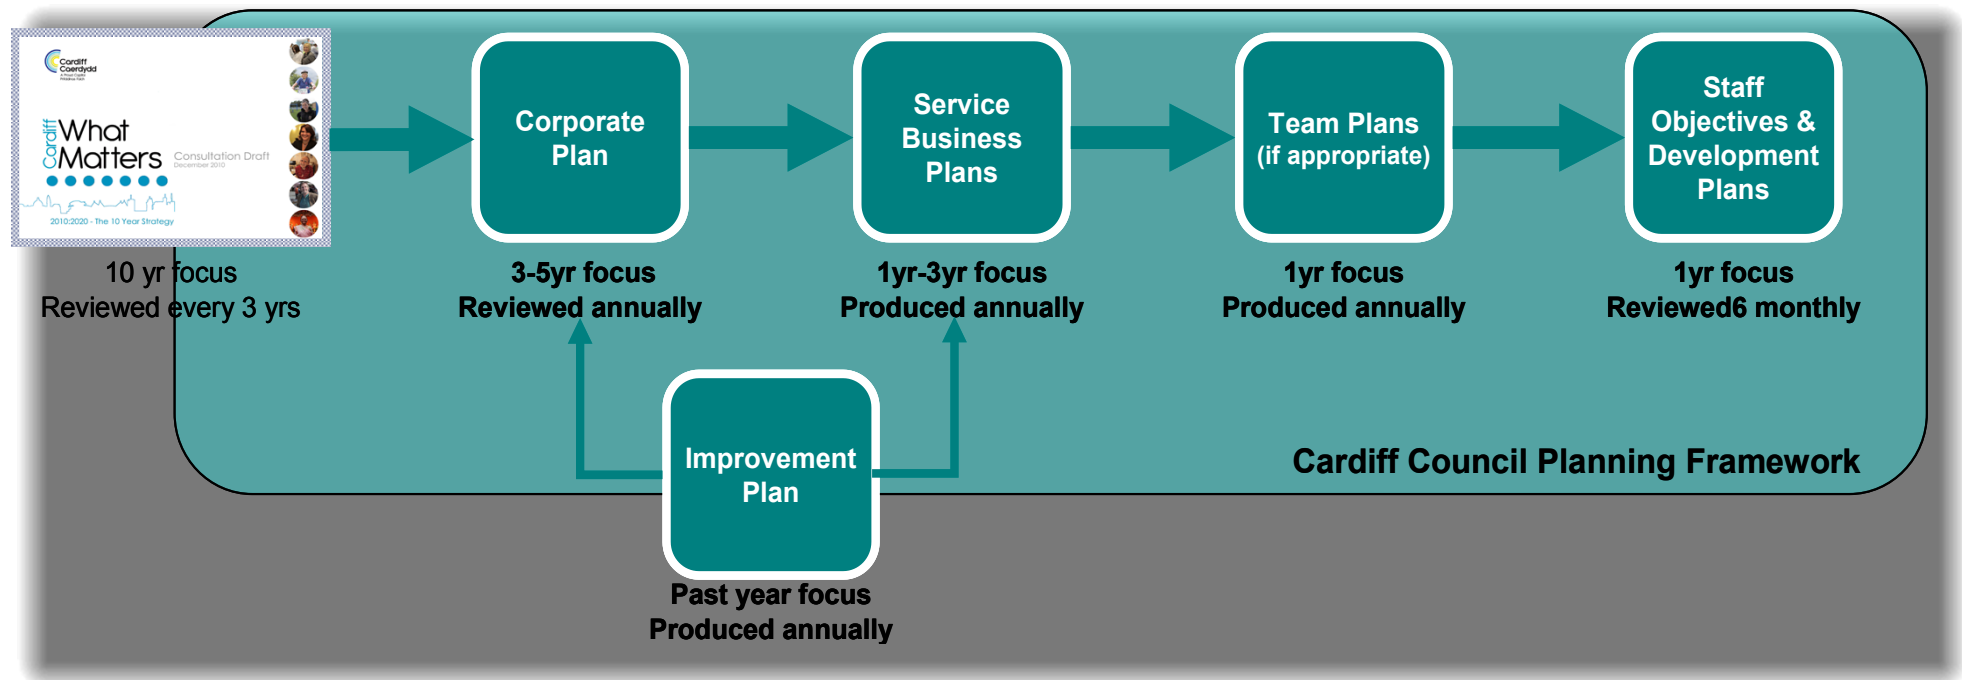 Cardiff
Caerdydd
Cardiff
What
Matters
Consultation Draft
December 2010
2010:2020 - The 10 Year Strategy
10 yr focus
Reviewed every 3 yrs
Corporate
Plan
3-5yr focus
Reviewed annually
Service
Business
Plans
1yr-3yr focus
Produced annually
Team Plans
(if appropriate)
1yr focus
Produced annually
Staff
Objectives &
Development
Plans
1yr focus
Reviewed6 monthly
Improvement
Plan
Past year focus
Produced annually
Cardiff Council Planning Framework